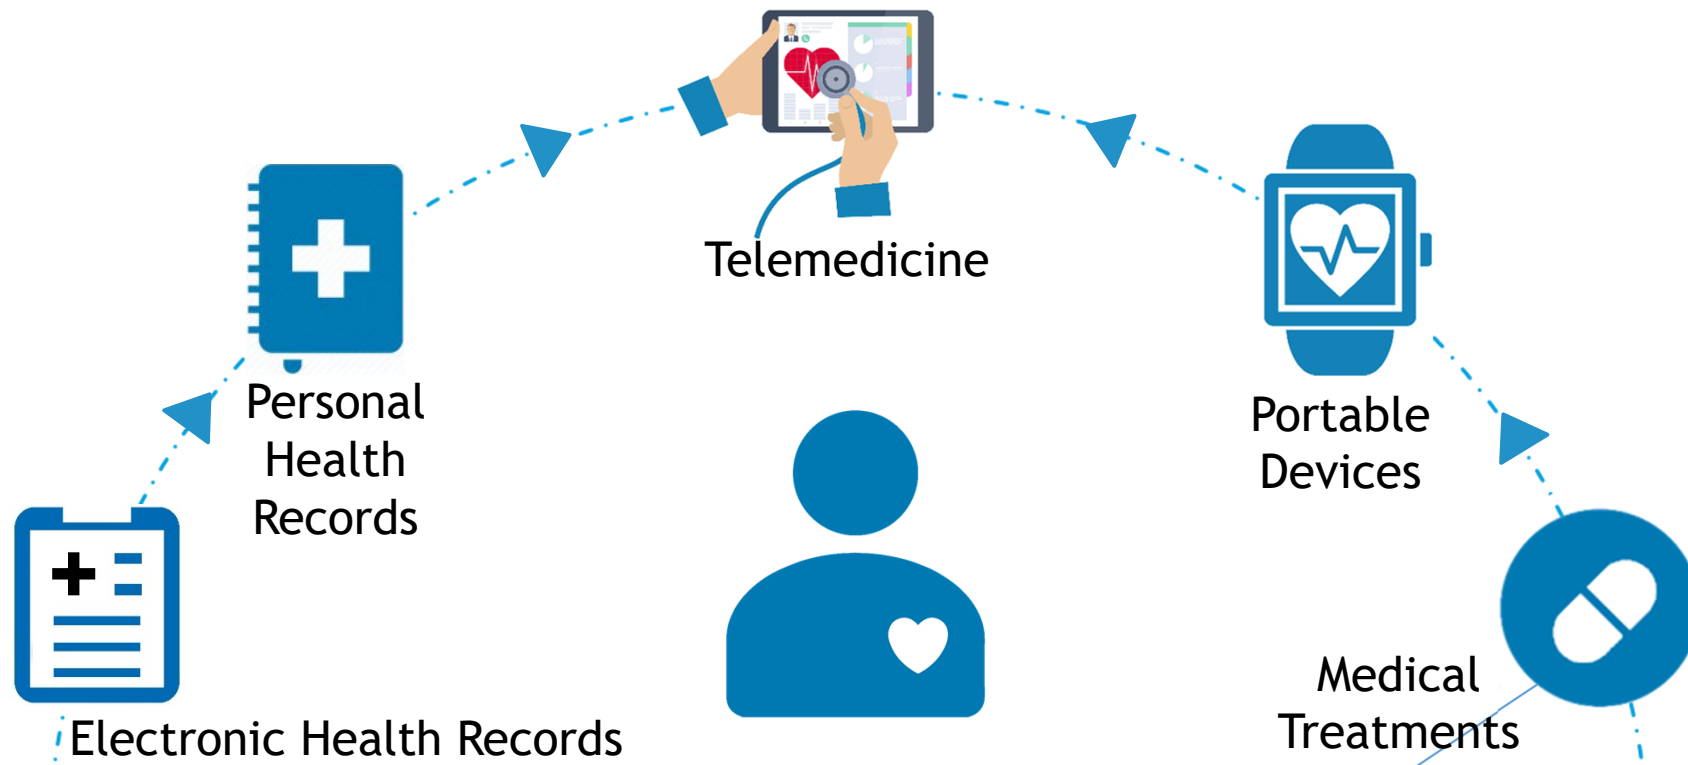 Telemedicine
Personal
Health
Records
Portable
Devices
Electronic Health Records
Medical
Treatments